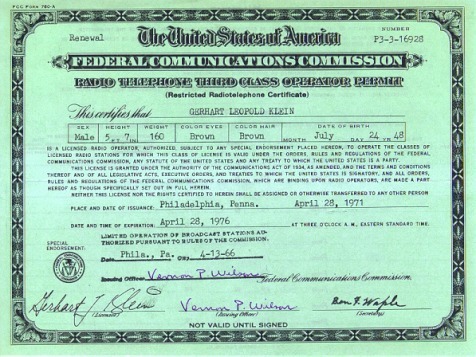 FCC FORM 780-A
Renewal
The United States of America
NUMBER
P3-3-16928
FEDERAL COMMUNICATIONS COMMISSION
RADIO TELEPHONE THIRD CLASS OPERATOR PERMIT
(Restricted Radiotelephone Certificate)
This certifies that GERHART LEOPOLD KLEIN
SEX HEIGHT WEIGHT COLOR EYES COLOR HAIR DATE OF BIRTH
Male 5 FT. 7 IN. 160 Brown Brown MONTH July DAY 24 YR 48
IS A LICENSED RADIO OPERATOR, AUTHORIZED, SUBJECT TO ANY SPECIAL ENDORSEMENT PLACED HEREON, TO OPERATE THE CLASSES OF
LICENSED RADIO STATIONS FOR WHICH THIS CLASS OF LICENSE IS VALID UNDER THE ORDERS, RULES AND REGULATIONS OF THE FEDERAL
COMMUNICATIONS COMMISSION, ANY STATUTE OF THE UNITED STATES AND ANY TREATY TO WHICH THE UNITED STATES IS A PARTY.
THIS LICENSE IS GRANTED UNDER THE AUTHORITY OF THE COMMUNICATIONS ACT OF 1934, AS AMENDED, AND THE TERMS AND CONDITIONS
THEREOF AND OF ALL LEGISLATIVE ACTS, EXECUTIVE ORDERS, AND TREATIES TO WHICH THE UNITED STATES IS SIGNATORY, AND ALL ORDERS,
RULES AND REGULATIONS OF THE FEDERAL COMMUNICATIONS COMMISSION, WHICH ARE BINDING UPON RADIO OPERATORS, ARE MADE A PART
HEREOF AS THOUGH SPECIFICALLY SET OUT IN FULL HEREIN.
NEITHER THIS LICENSE NOR THE RIGHTS CERTIFIED TO HEREIN SHALL BE ASSIGNED OR OTHERWISE TRANSFERRED TO ANY OTHER PERSON
PLACE AND DATE OF ISSUANCE: Philadelphia, Penna. April 28, 1971
DATE AND TIME OF EXPIRATION: April 28, 1976 AT THREE O'CLOCK A. M., EASTERN STANDARD TIME.
SPECIAL ENDORSEMENT:
LIMITED OPERATION OF BROADCAST STATIONS AU-
THORIZED PURSUANT TO RULES OF THE COMMISSION.
Date Phila., Pa. ON 4-13-66
Issuing Officer Vernon P. Wilson Federal Communications Commission.
Gerhart L. Klein Vernon P. Wilson Ben F. Waple
(Licensee) (Issuing Officer) (Secretary)
NOT VALID UNTIL SIGNED